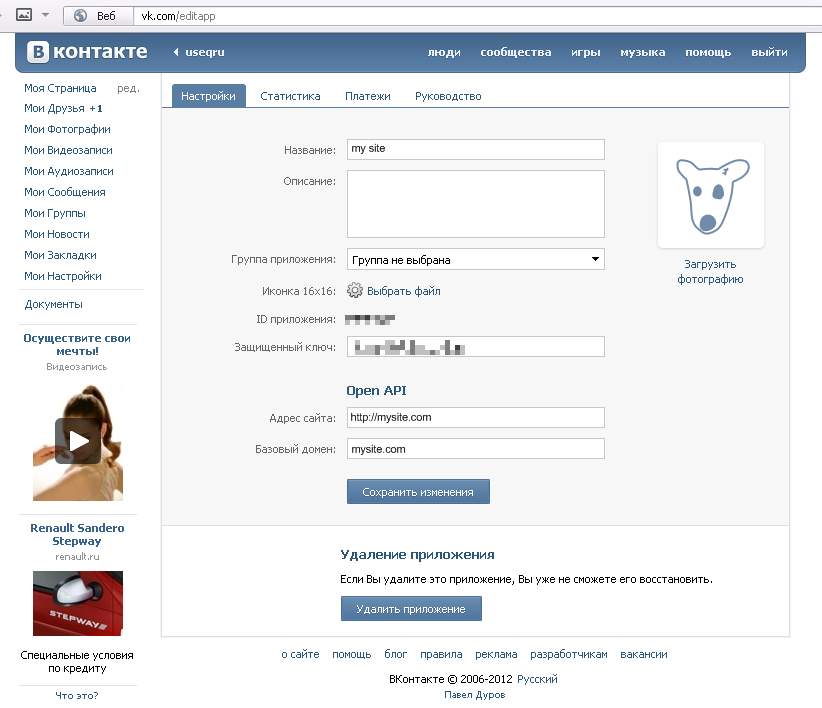 Веб
vk.com/editapp
В контакте
useqru
люди сообщества игры музыка помощь выйти
Моя Страница ред.
Мои Друзья +1
Мои Фотографии
Мои Видеозаписи
Мои Аудиозаписи
Мои Сообщения
Мои Группы
Мои Новости
Мои Закладки
Мои Настройки
Документы
Осуществите свои
мечты!
Видеозапись
Renault Sandero
Stepway
renault.ru
STEPWAY
Специальные условия
по кредиту
Что это?
Настройки Статистика Платежи Руководство
Название: my site
Описание:
Группа приложения: Группа не выбрана
Иконка 16x16: Выбрать файл
ID приложения:
Защищенный ключ:
Open API
Адрес сайта: http://mysite.com
Базовый домен: mysite.com
Сохранить изменения
Загрузить
фотографию
Удаление приложения
Если Вы удалите это приложение, Вы уже не сможете его восстановить.
Удалить приложение
о сайте помощь блог правила реклама разработчикам вакансии
ВКонтакте © 2006-2012 Русский
Павел Дуров